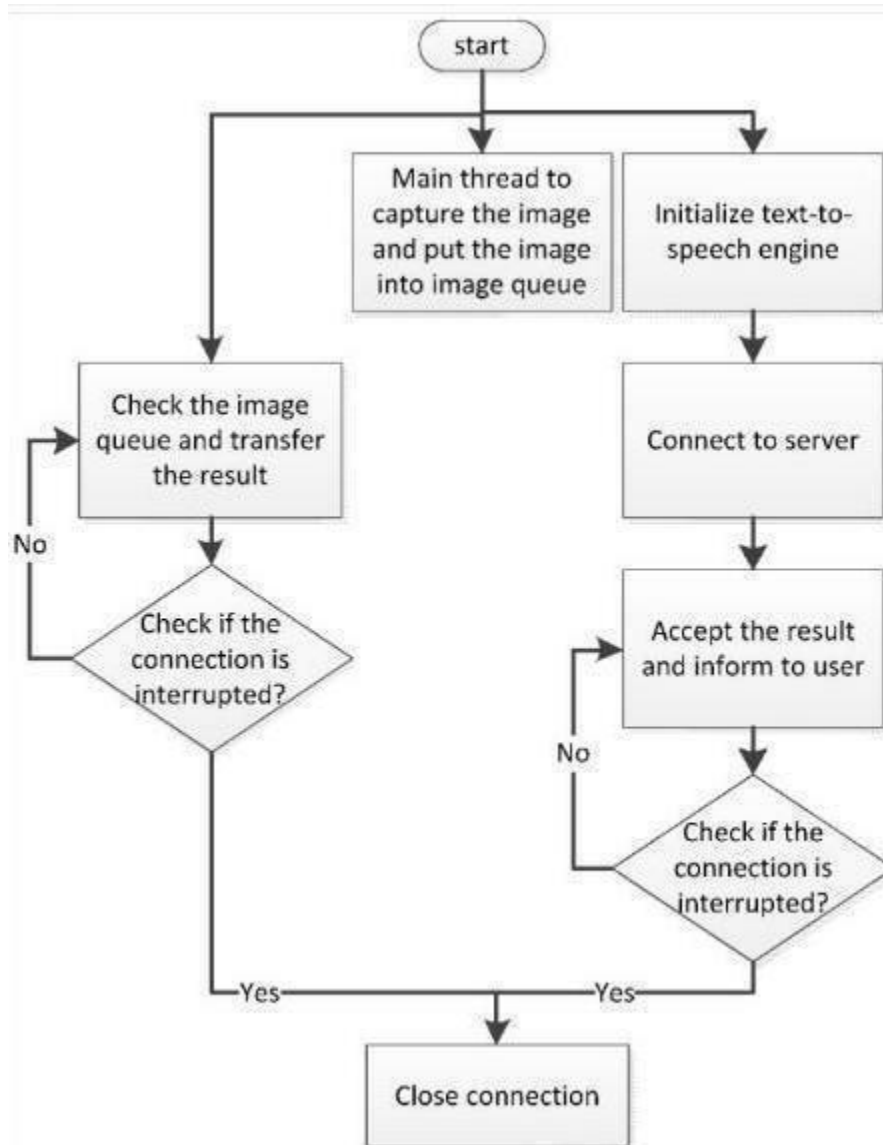 start
Main thread to
capture the image
and put the image
into image queue
Initialize text-to-
speech engine
Check the image
queue and transfer
the result
Connect to server
No
Check if the
connection is
interrupted?
Accept the result
and inform to user
No
Check if the
connection is
interrupted?
Yes
Yes
Close connection